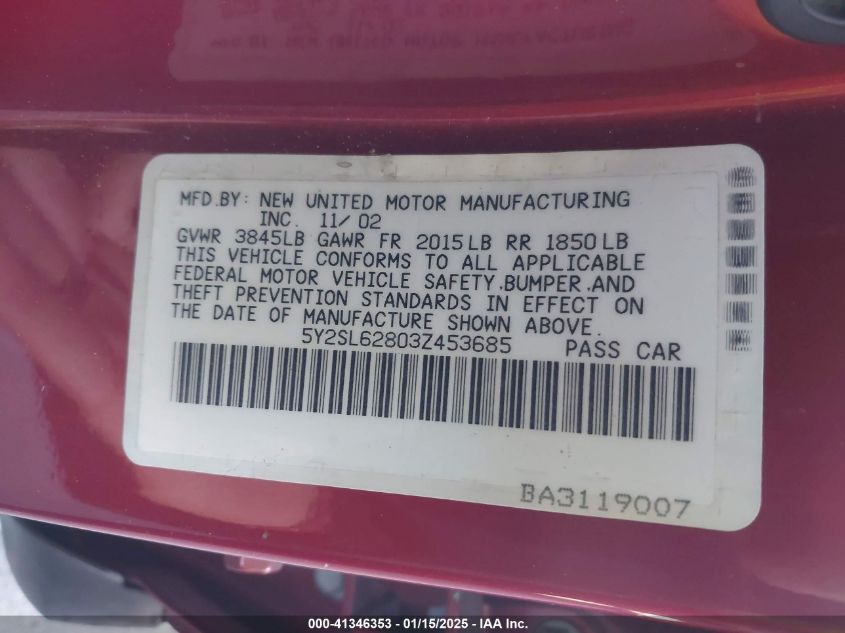 MFD.BY: NEW UNITED MOTOR MANUFACTURING
INC. 11/02
GVWR 3845LB GAWR FR 2015LB RR 1850LB
THIS VEHICLE CONFORMS TO ALL APPLICABLE
FEDERAL MOTOR VEHICLE SAFETY.BUMPER.AND
THEFT PREVENTION STANDARDS IN EFFECT ON
THE DATE OF MANUFACTURE SHOWN ABOVE.
5Y2SL62803Z453685 PASS CAR
BA3119007
000-41346353 - 01/15/2025 - IAA Inc.